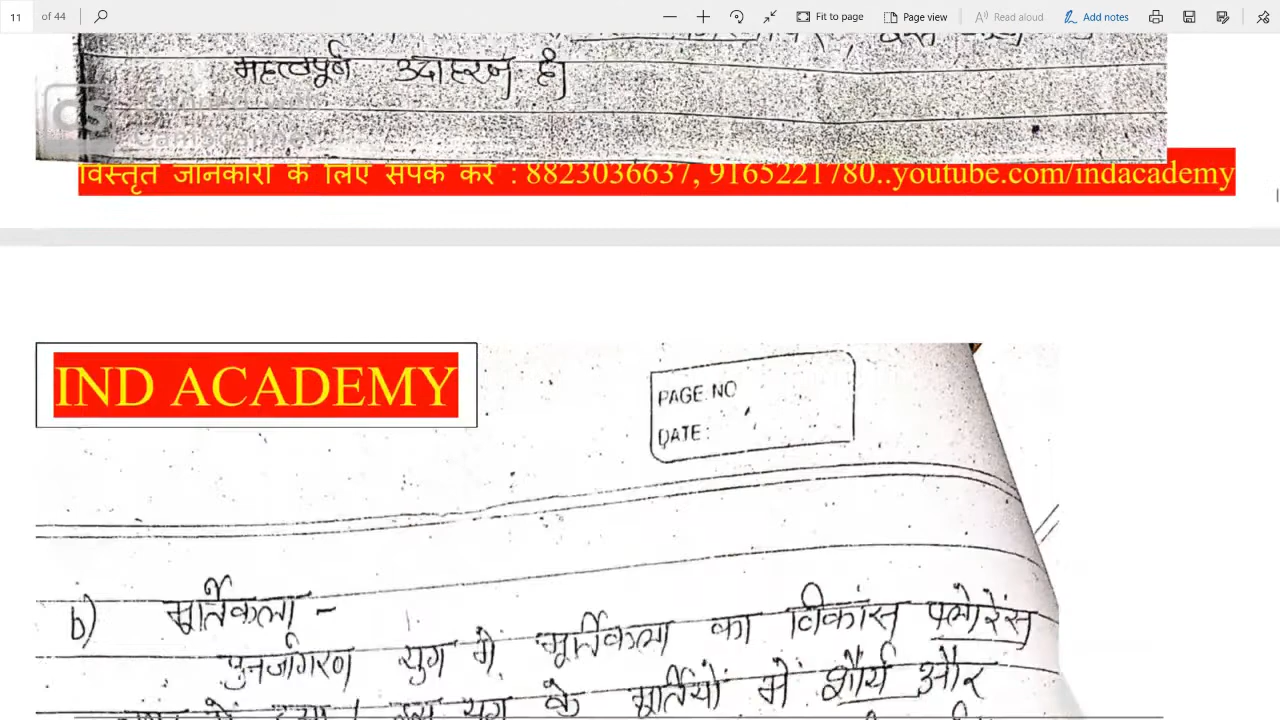 11 of 44 Fit to page Page view Read aloud Add notes
महत्वपूर्ण उदाहरण है।
CS
विस्तृत जानकारी के लिए संपर्क करें : 8823036637, 9165221780..youtube.com/indacademy
IND ACADEMY
PAGE NO
DATE:
b) मूर्तिकला -
पुनर्जागरण युग में मूर्तिकला का विकास फ्लोरेंस
युग के मूर्तियों में शौर्य और